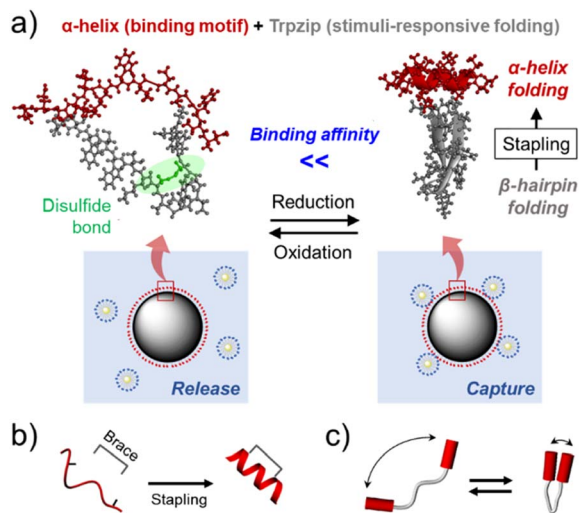 a) α-helix (binding motif) + Trpzip (stimuli-responsive folding)
α-helix
folding
Binding affinity
<<
Stapling
β-hairpin
folding
Disulfide
bond
Reduction
Oxidation
Release
Capture
b)
Brace
Stapling
c)